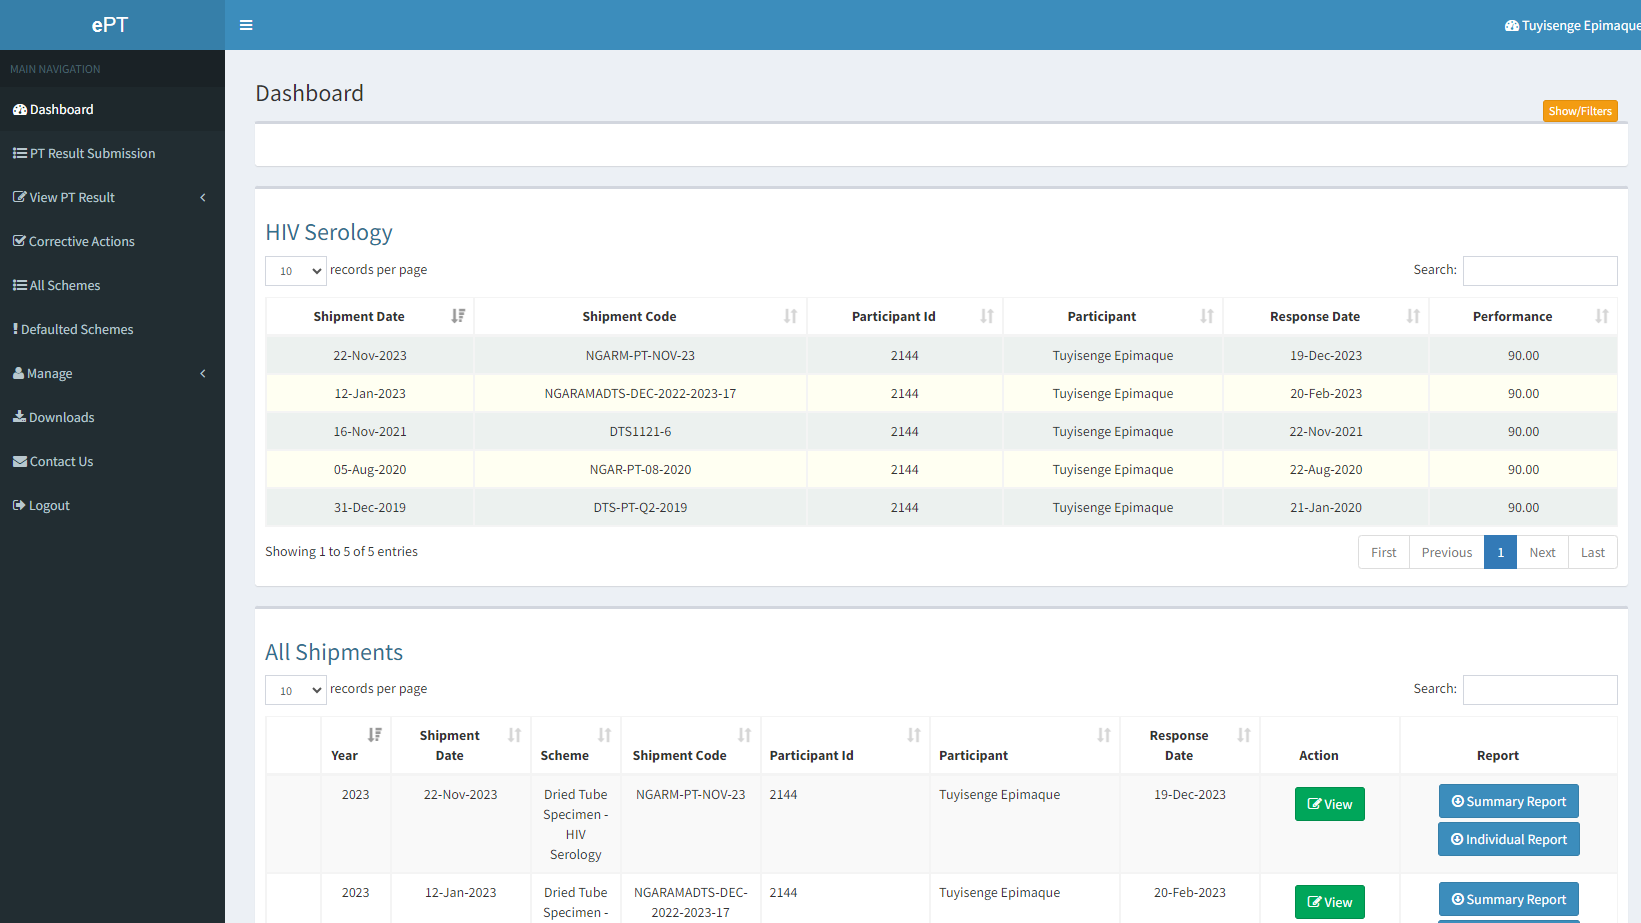 ePT
Tuyisenge Epimaque
MAIN NAVIGATION
Dashboard
PT Result Submission
View PT Result
Corrective Actions
All Schemes
Defaulted Schemes
Manage
Downloads
Contact Us
Logout
Dashboard
Show/Filters
HIV Serology
10 records per page
Search:
Shipment Date Shipment Code Participant Id Participant Response Date Performance
22-Nov-2023 NGARM-PT-NOV-23 2144 Tuyisenge Epimaque 19-Dec-2023 90.00
12-Jan-2023 NGARAMADTS-DEC-2022-2023-17 2144 Tuyisenge Epimaque 20-Feb-2023 90.00
16-Nov-2021 DTS1121-6 2144 Tuyisenge Epimaque 22-Nov-2021 90.00
05-Aug-2020 NGAR-PT-08-2020 2144 Tuyisenge Epimaque 22-Aug-2020 90.00
31-Dec-2019 DTS-PT-Q2-2019 2144 Tuyisenge Epimaque 21-Jan-2020 90.00
Showing 1 to 5 of 5 entries
First Previous 1 Next Last
All Shipments
10 records per page
Search:
Shipment Response
Year Date Scheme Shipment Code Participant Id Participant Date Action Report
2023 22-Nov-2023 Dried Tube NGARM-PT-NOV-23 2144 Tuyisenge Epimaque 19-Dec-2023 View Summary Report
Specimen -
HIV Individual Report
Serology
2023 12-Jan-2023 Dried Tube NGARAMADTS-DEC- 2144 Tuyisenge Epimaque 20-Feb-2023 View Summary Report
Specimen - 2022-2023-17